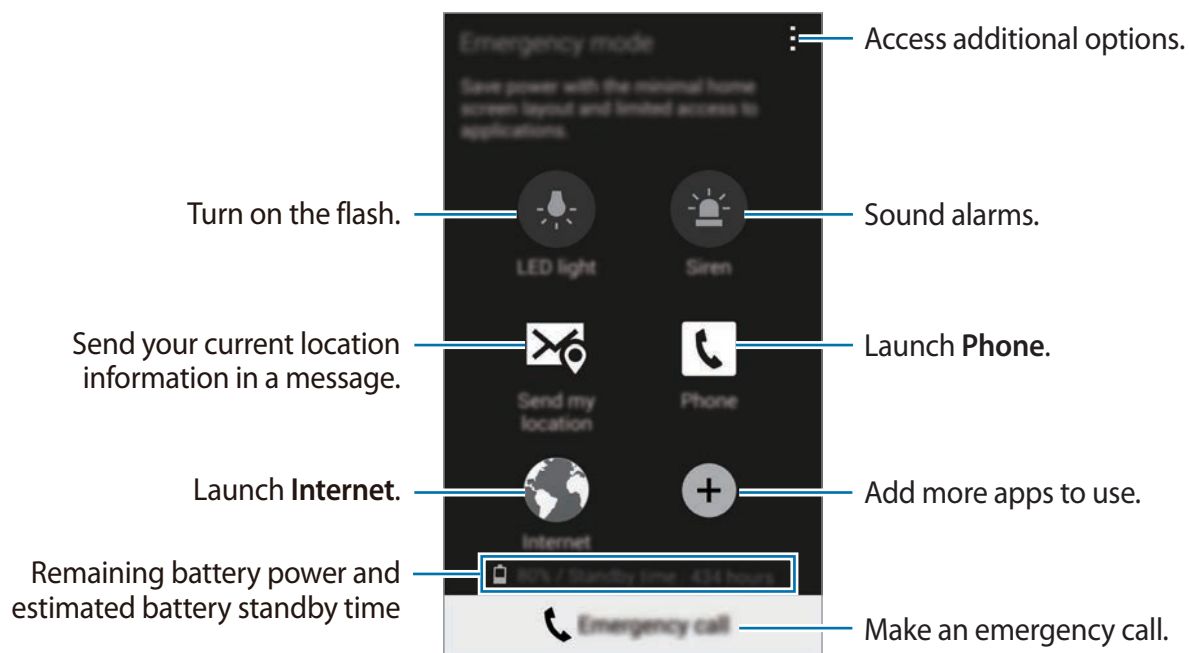 Emergency mode
Access additional options.
Save power with the minimal home
screen layout and limited access to
applications.
Turn on the flash.
Sound alarms.
LED light
Siren
Send your current location
information in a message.
Launch Phone.
Send my
location
Phone
Launch Internet.
Add more apps to use.
Internet
Remaining battery power and
estimated battery standby time
80% / Standby time : 434 hours
Emergency call
Make an emergency call.